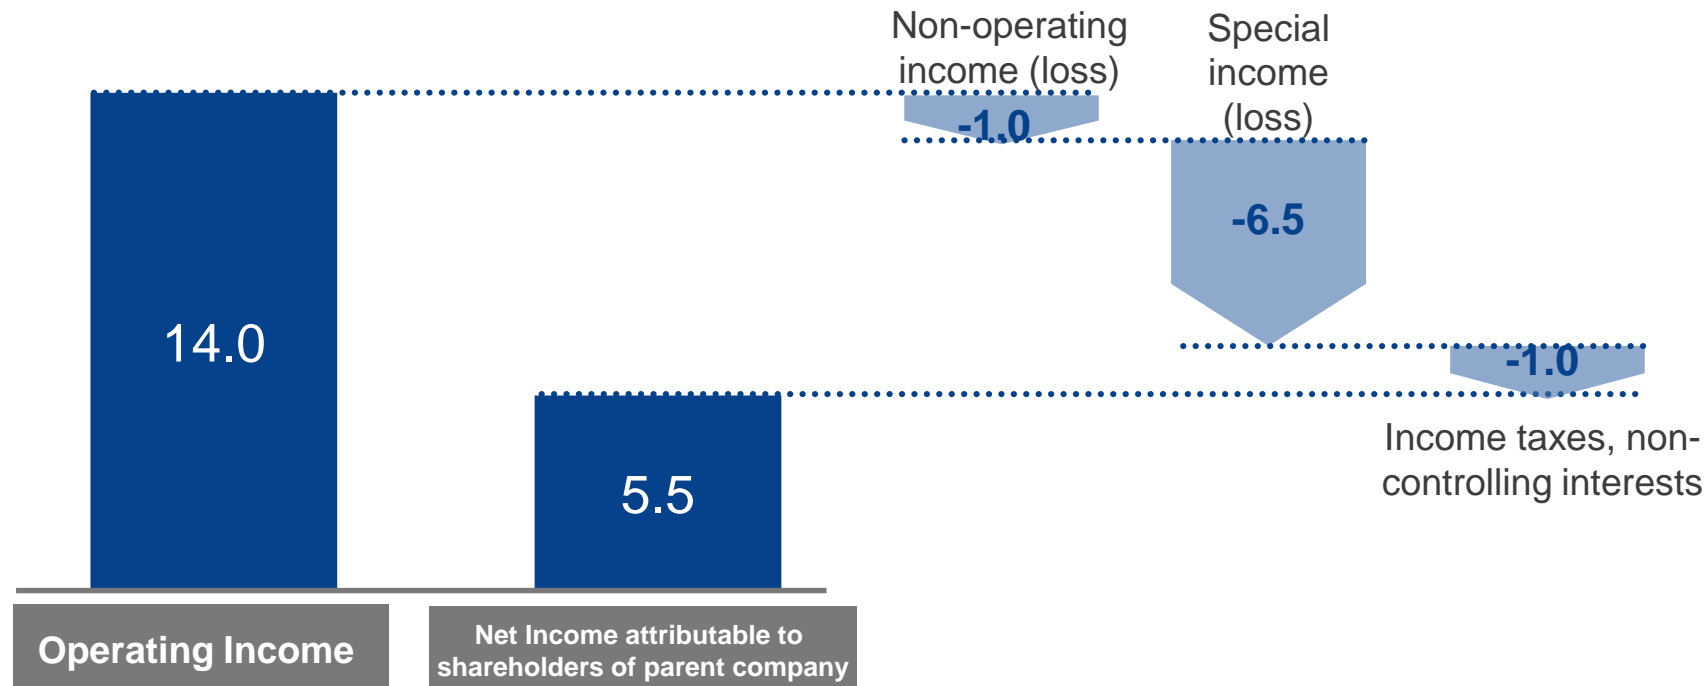 Non-operating
income (loss)
Special
income
(loss)
-1.0
-6.5
14.0
-1.0
Income taxes, non-
controlling interests
5.5
Operating Income
Net Income attributable to
shareholders of parent company